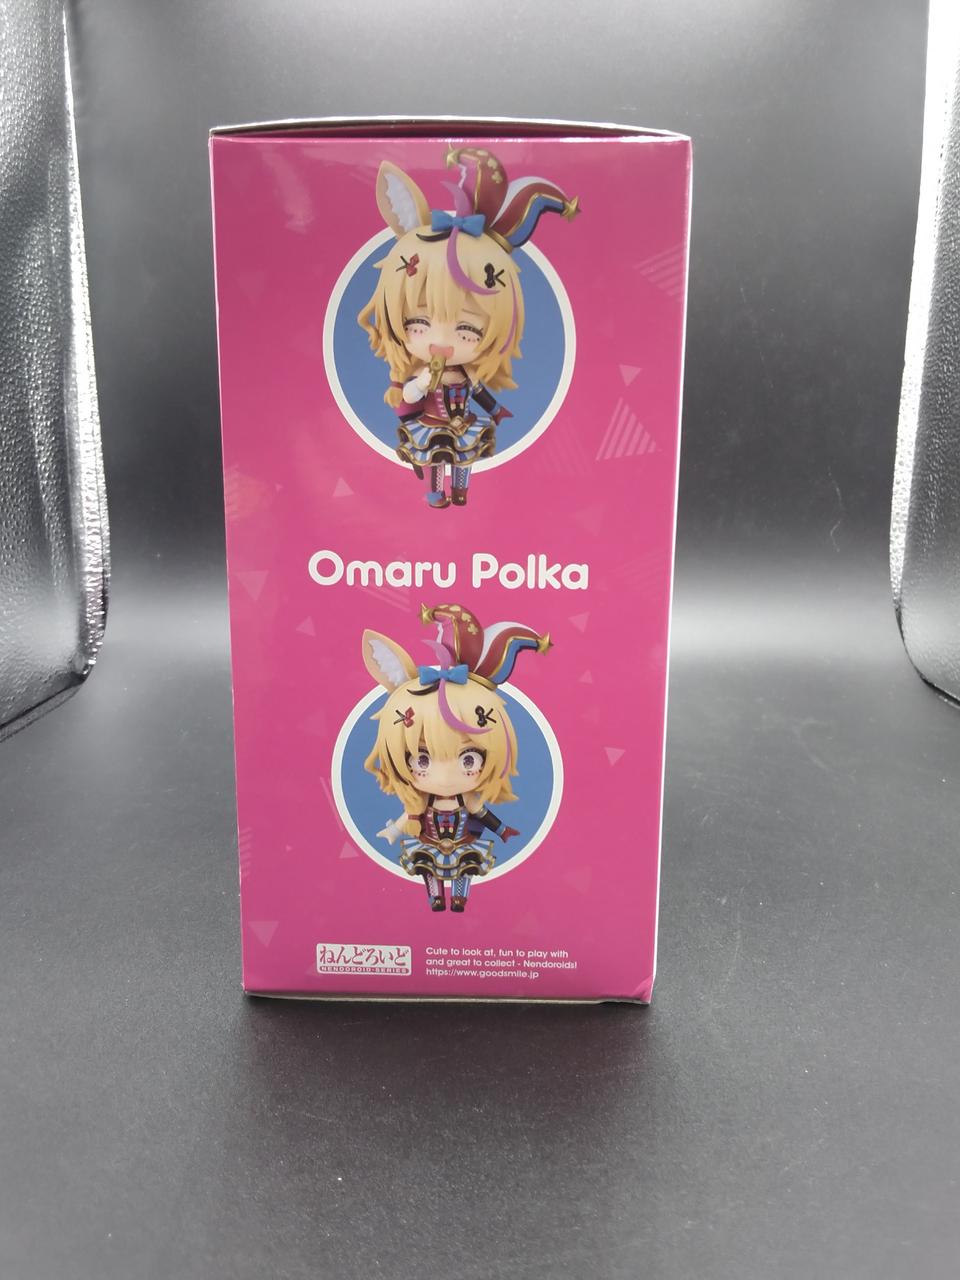 Omaru Polka
ねんどろいど
NENDOROID SERIES
Cute to look at, fun to play with
and great to collect - Nendoroids!
https://www.goodsmile.jp